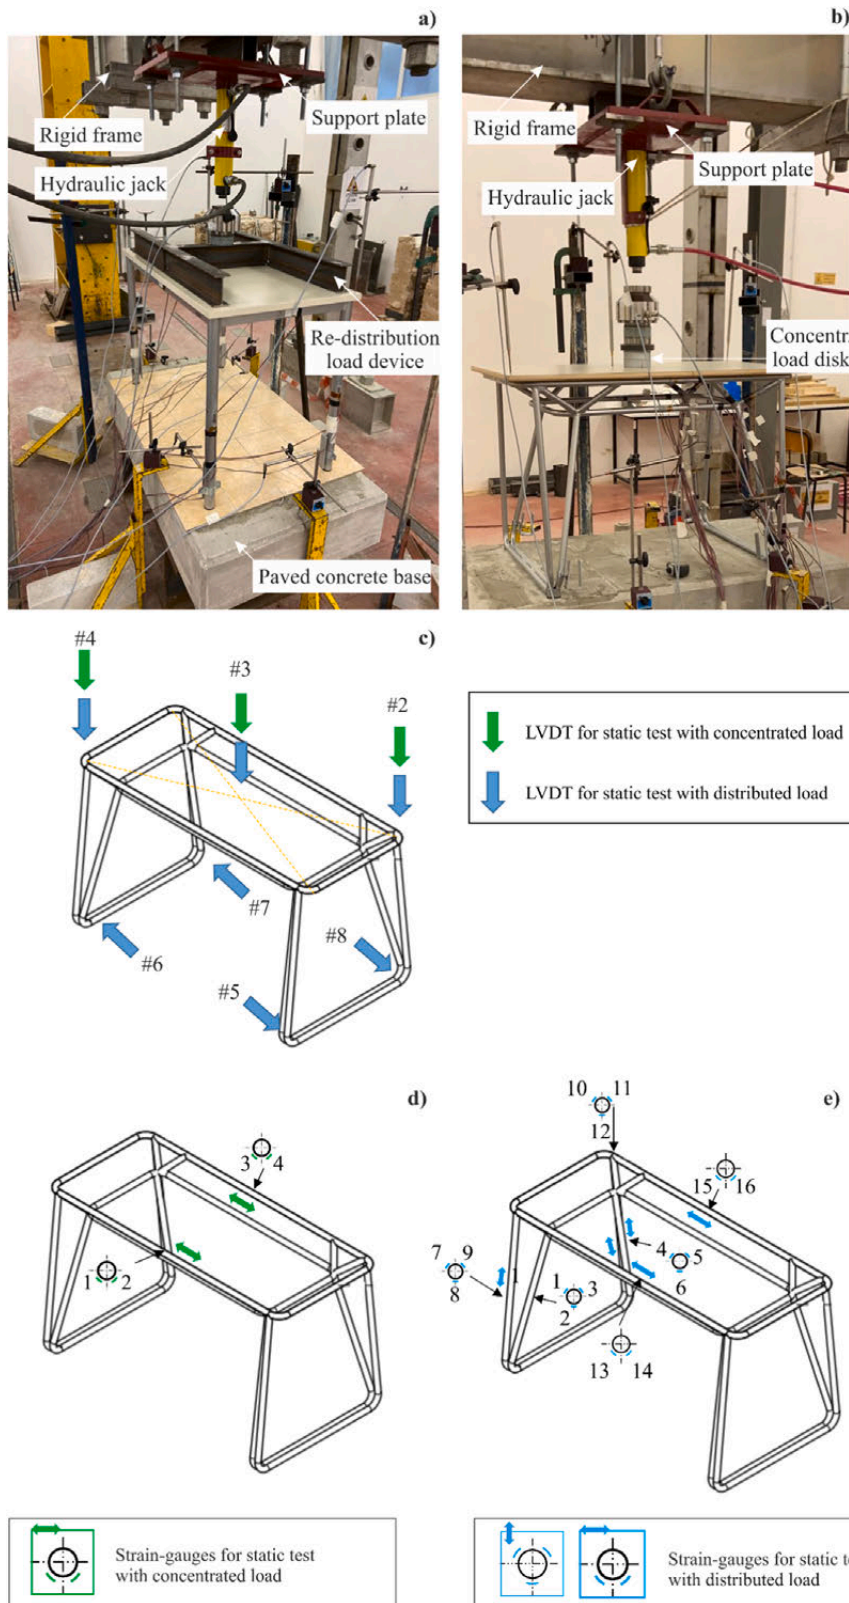 a)
b)
Rigid frame
Support plate
Hydraulic jack
Re-distribution
load device
Paved concrete base
Rigid frame
Support plate
Hydraulic jack
load disk
c)
#4
#3
#2
#7
#6
#8
#5
LVDT for static test with concentrated load
LVDT for static test with distributed load
d)
3 4
1 2
e)
10 11
12
15 16
7 9
8
1
1 3
2
4 5
6
13 14
Strain-gauges for static test
with concentrated load
Strain-gauges for static
with distributed load